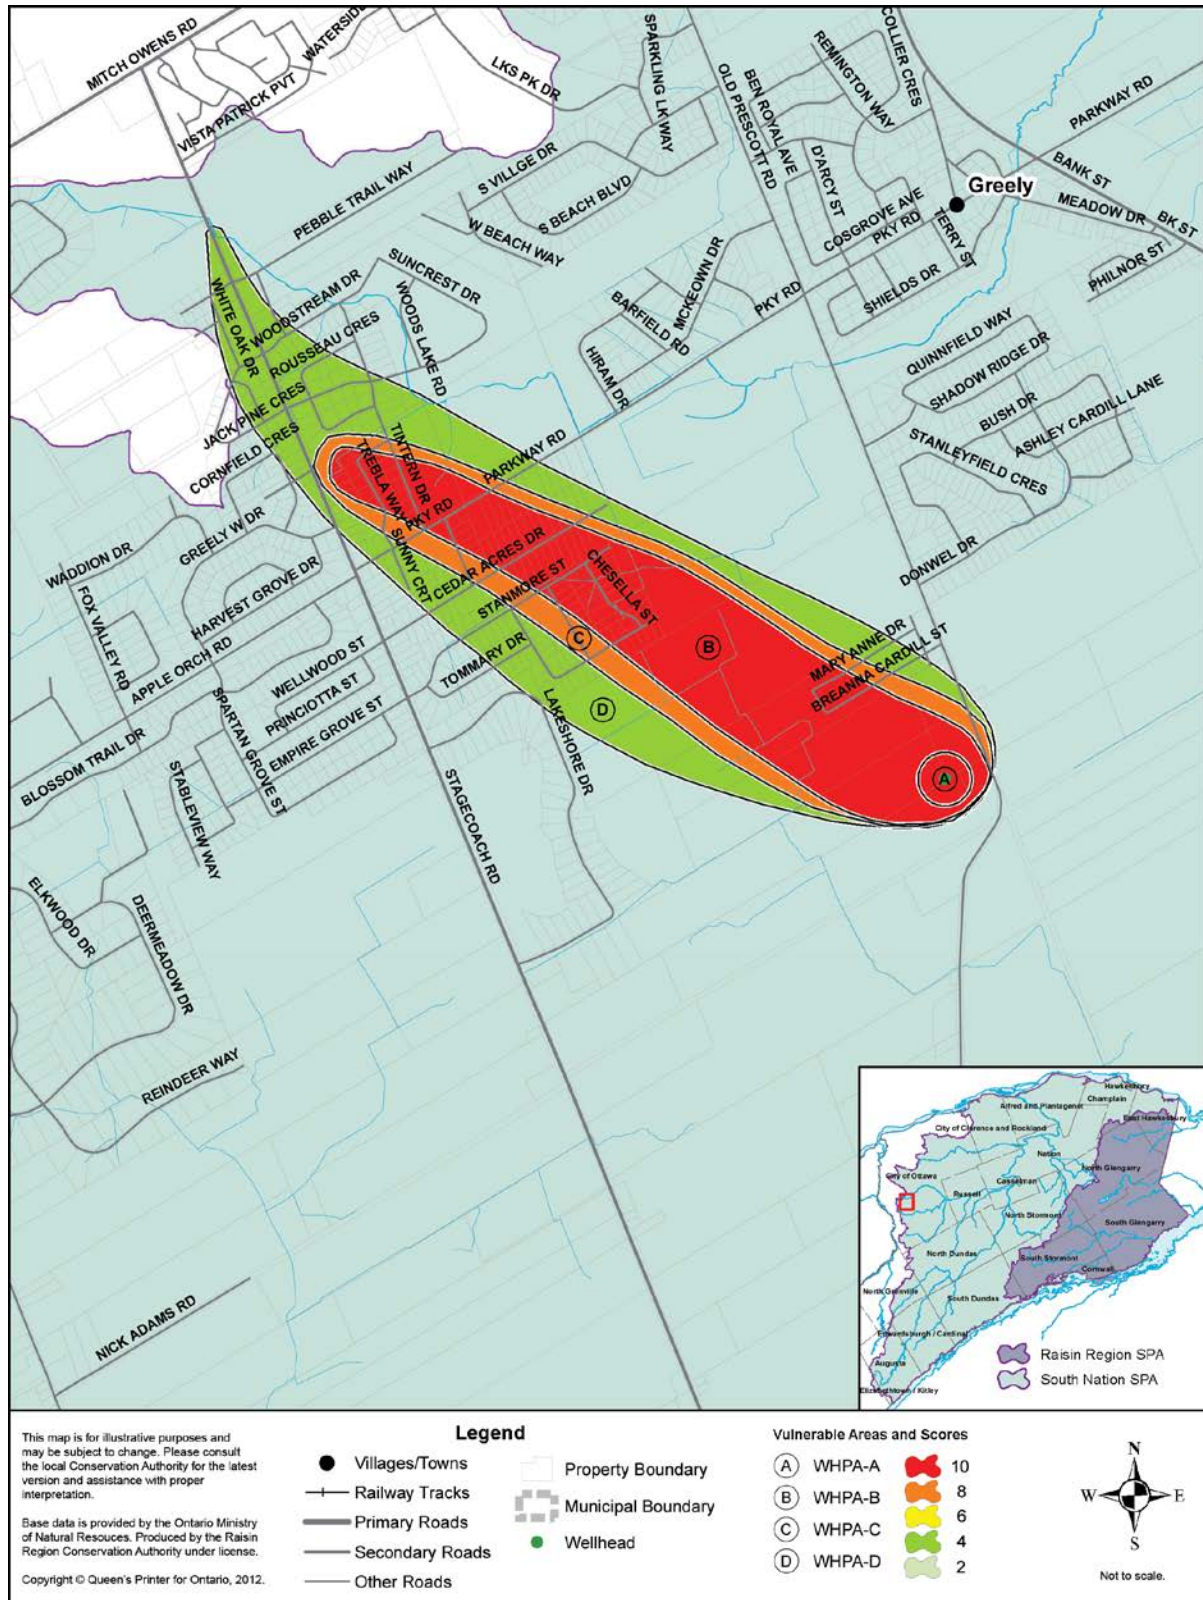 MITCH OWENS RD
WATERSIDE
VISTA PATRICK PVT
LKS PK DR
SPARKLING LK WAY
OLD PRESCOTT RD
BEN ROYAL AVE
REMINGTON WAY
COLLIER CRES
PARKWAY RD
BANK ST
D'ARCY ST
Greely
MEADOW DR
BK ST
COSGROVE AVE
PKY RD
TERRY ST
PHILNOR ST
SHIELDS DR
S VILLGE DR
S BEACH BLVD
W BEACH WAY
PEBBLE TRAIL WAY
SUNCREST DR
WOODSTREAM DR
WHITE OAK DR
ROUSSEAU CRES
WOODS LAKE RD
MCKEOWN DR
BARFIELD RD
HIRAM DR
PKY RD
QUINNFIELD WAY
SHADOW RIDGE DR
BUSH DR
ASHLEY CARDILL LANE
STANLEYFIELD CRES
DONWEL DR
JACK PINE CRES
CORNFIELD CRES
TINTERN DR
TREBLA WAY
PARKWAY RD
PKY RD
GREELY W DR
WADDION DR
SUNNY CRT
CEDAR ACRES DR
STANMORE ST
CHESELLA ST
HARVEST GROVE DR
FOX VALLEY RD
APPLE ORCH RD
WELLWOOD ST
TOMMARY DR
C
B
MARY ANNE DR
BREANNA CARDILL ST
PRINCIOTTA ST
SPARTAN GROVE ST
EMPIRE GROVE ST
D
LAKESHORE DR
BLOSSOM TRAIL DR
STABLEVIEW WAY
STAGECOACH RD
A
ELKWOOD DR
DEERMEADOW DR
REINDEER WAY
NICK ADAMS RD
Hawkesbury
Champlain
Alfred and Plantagenet
East Hawkesbury
City of Clarence and Rockland
Nation
North Glengarry
City of Ottawa
Casselman
Russell
North Stormont
South Glengarry
North Dundas
South Stormont
Cornwall
North Grenville
South Dundas
Edwardsburgh / Cardinal
Augusta
Elizabethtown / Kitley
Raisin Region SPA
South Nation SPA
This map is for illustrative purposes and
may be subject to change. Please consult
the local Conservation Authority for the latest
version and assistance with proper
interpretation.
Base data is provided by the Ontario Ministry
of Natural Resouces. Produced by the Raisin
Region Conservation Authority under license.
Copyright © Queen's Printer for Ontario, 2012.
Legend
Villages/Towns
Railway Tracks
Primary Roads
Secondary Roads
Other Roads
Property Boundary
Municipal Boundary
Wellhead
Vulnerable Areas and Scores
A WHPA-A 10
B WHPA-B 8
6
C WHPA-C 4
D WHPA-D 2
N
W E
S
Not to scale.